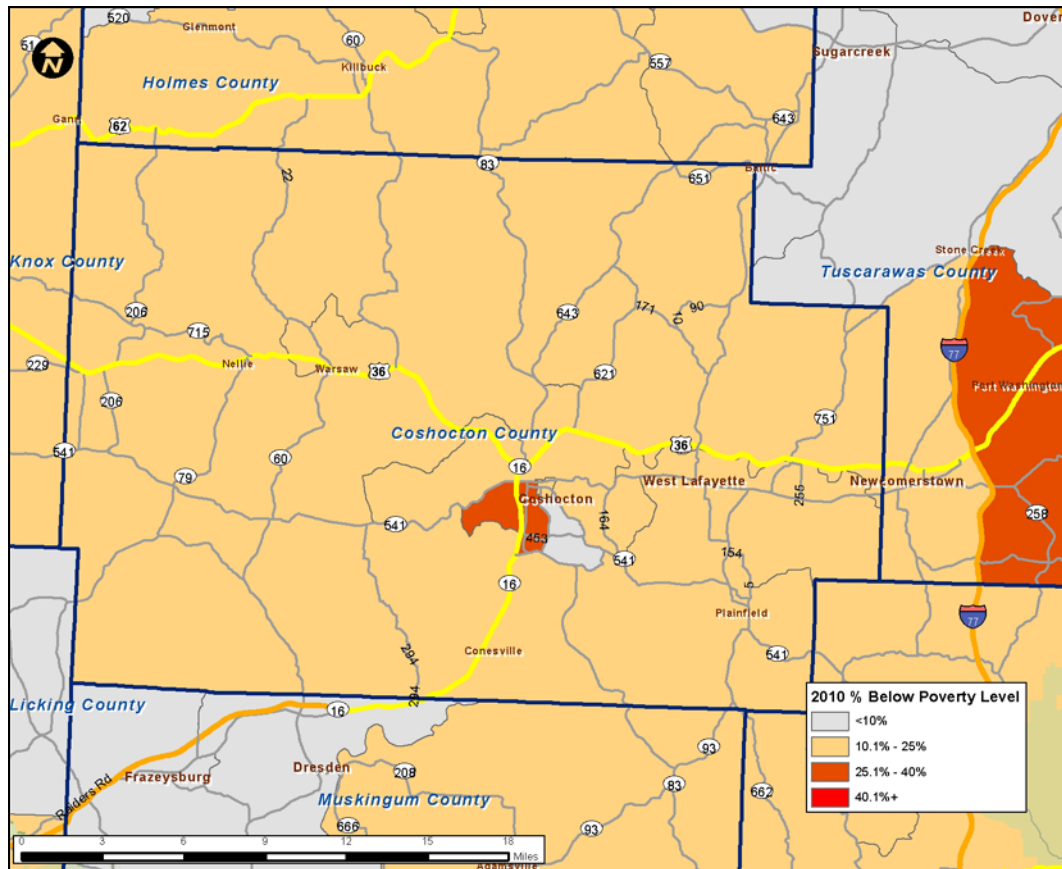 520
Glenmont
Dover
51
60
Sugarcreek
N
Killbuck
557
Holmes County
643
Gann
62
83
651
Baltic
22
Stone Creek
Knox County
Tuscarawas County
206
643
171
10
90
715
77
229
Nellie
Warsaw
36
621
Port Washington
206
751
Coshocton County
36
541
16
60
79
West Lafayette
Newcomerstown
255
Coshocton
258
541
164
453
154
541
16
5
Plainfield
77
Conesville
541
294
294
2010 % Below Poverty Level
<10%
10.1% - 25%
25.1% - 40%
40.1%+
Licking County
16
93
Dresden
208
Frazeysburg
83
662
Raiders Rd
Muskingum County
666
93
0 3 6 9 12 15 18
Miles
Adamsville